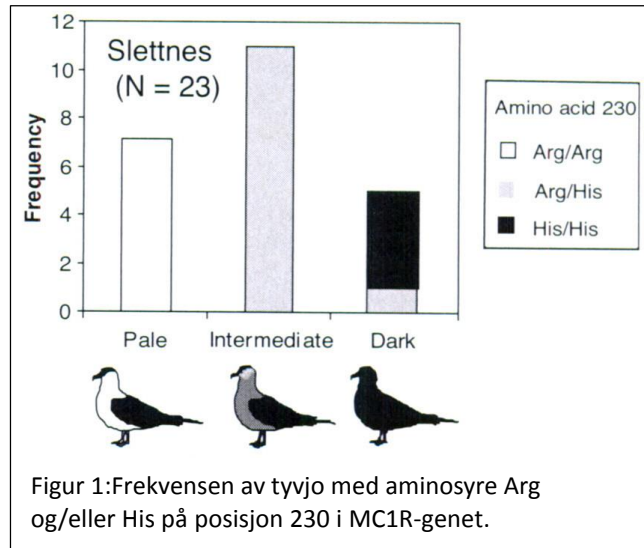 12
10
8
6
4
2
0
Frequency
Slettnes
(N = 23)
Pale Intermediate Dark
Amino acid 230
Arg/Arg
Arg/His
His/His
Figur 1:Frekvensen av tyvjo med aminosyre Arg
og/eller His på posisjon 230 i MC1R-genet.